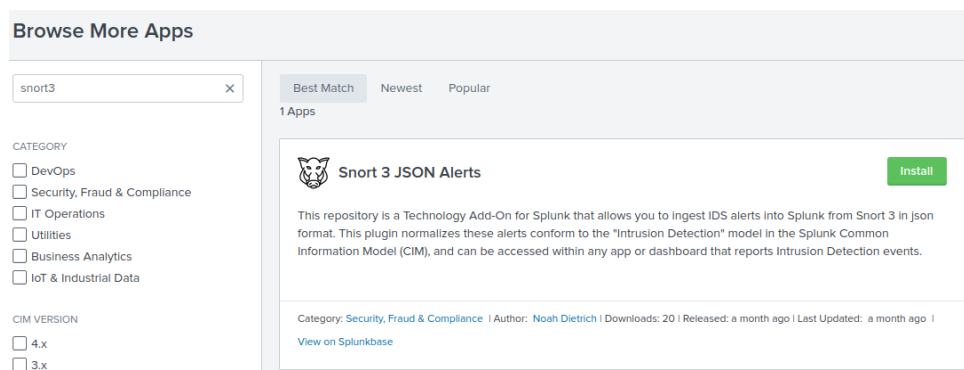 Browse More Apps
snort3
CATEGORY
DevOps
Security, Fraud & Compliance
IT Operations
Utilities
Business Analytics
IoT & Industrial Data
CIM VERSION
4.x
3.x
Best Match Newest Popular
1 Apps
Snort 3 JSON Alerts
Install
This repository is a Technology Add-On for Splunk that allows you to ingest IDS alerts into Splunk from Snort 3 in json
format. This plugin normalizes these alerts conform to the "Intrusion Detection" model in the Splunk Common
Information Model (CIM), and can be accessed within any app or dashboard that reports Intrusion Detection events.
Category: Security, Fraud & Compliance | Author: Noah Dietrich | Downloads: 20 | Released: a month ago | Last Updated: a month ago |
View on Splunkbase